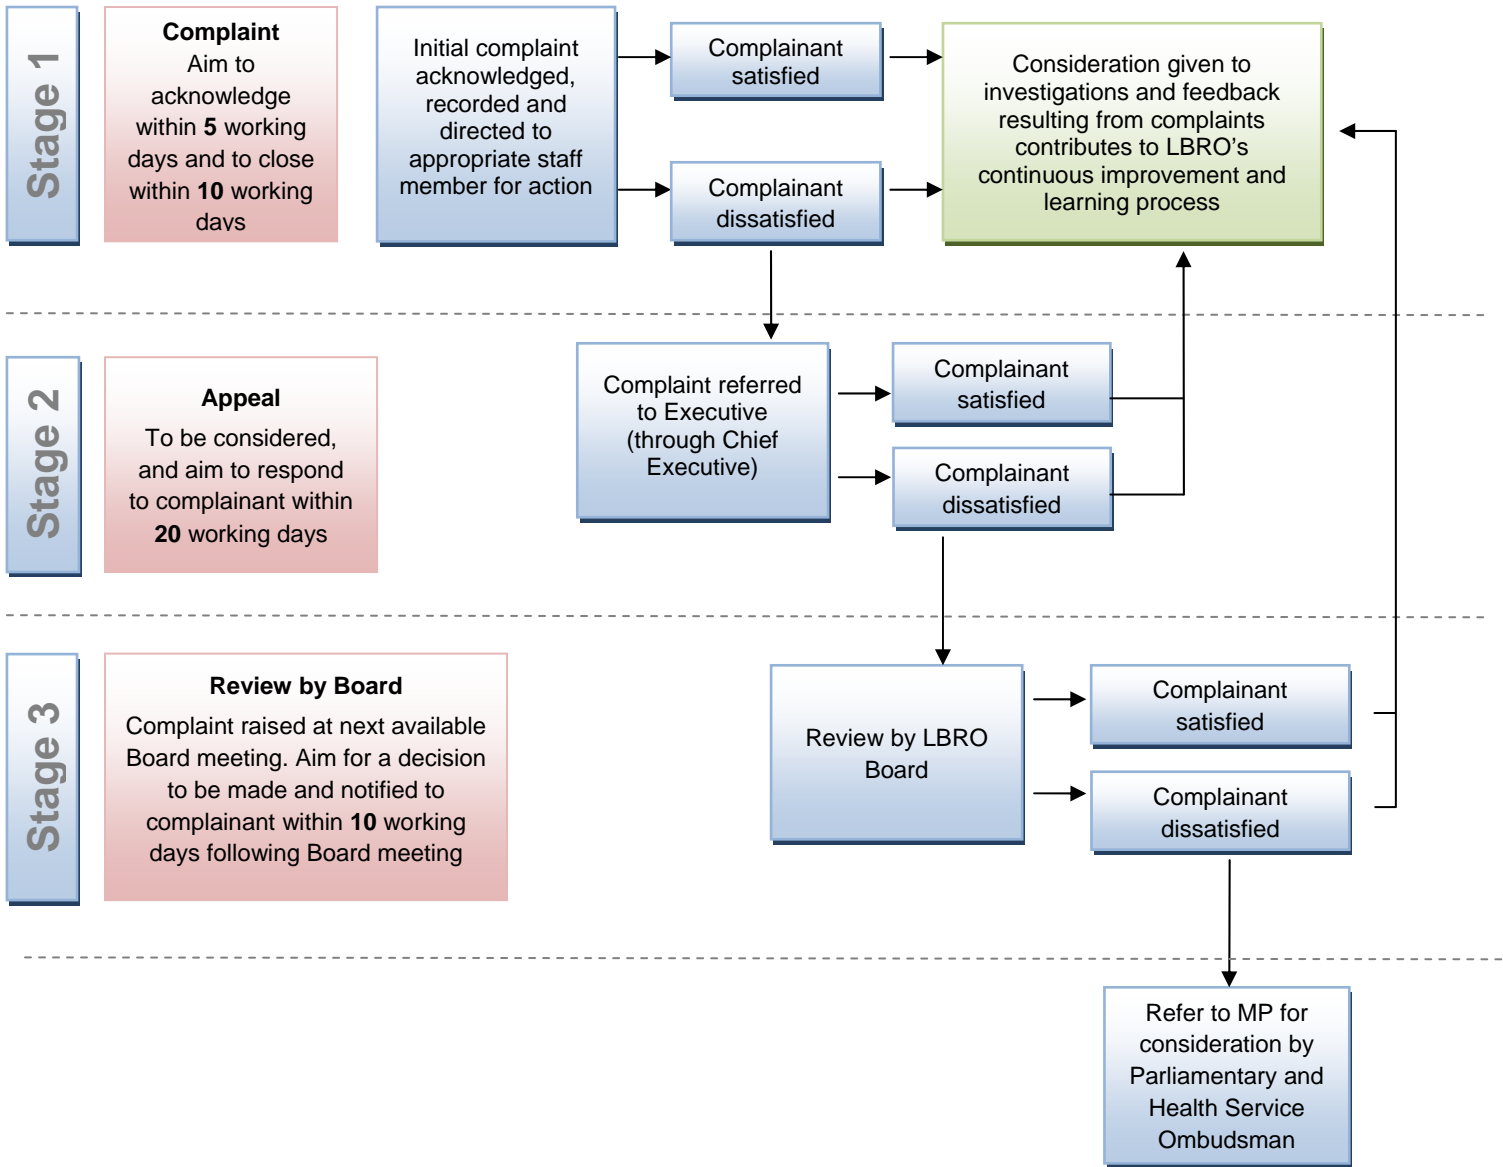 Stage 1
Complaint
Aim to
acknowledge
within 5 working
days and to close
within 10 working
days
Initial complaint
acknowledged,
recorded and
directed to
appropriate staff
member for action
Complainant
satisfied
Complainant
dissatisfied
Consideration given to
investigations and feedback
resulting from complaints
contributes to LBRO’s
continuous improvement and
learning process
Stage 2
Appeal
To be considered,
and aim to respond
to complainant within
20 working days
Complaint referred
to Executive
(through Chief
Executive)
Complainant
satisfied
Complainant
dissatisfied
Stage 3
Review by Board
Complaint raised at next available
Board meeting. Aim for a decision
to be made and notified to
complainant within 10 working
days following Board meeting
Review by LBRO
Board
Complainant
satisfied
Complainant
dissatisfied
Refer to MP for
consideration by
Parliamentary and
Health Service
Ombudsman